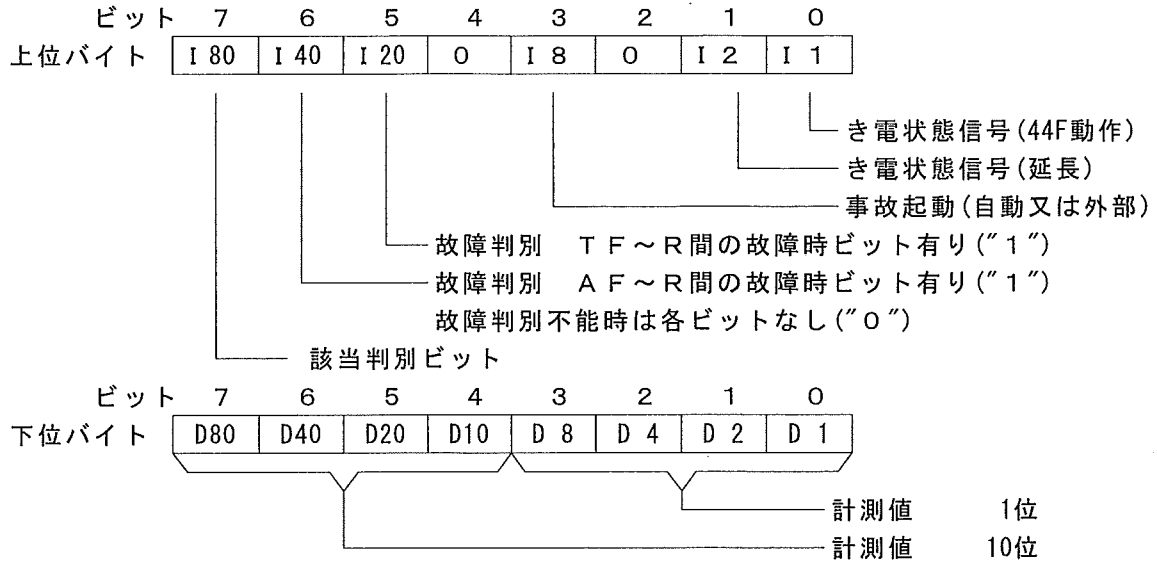 ビット 7 6 5 4 3 2 1 0
上位バイト I 80 I 40 I 20 0 I 8 0 I 2 I 1
き電状態信号(44F動作)
き電状態信号(延長)
事故起動(自動又は外部)
故障判別 TF～R間の故障時ビット有り("1")
故障判別 AF～R間の故障時ビット有り("1")
故障判別不能時は各ビットなし("0")
該当判別ビット
ビット 7 6 5 4 3 2 1 0
下位バイト D80 D40 D20 D10 D 8 D 4 D 2 D 1
計測値 1位
計測値 10位